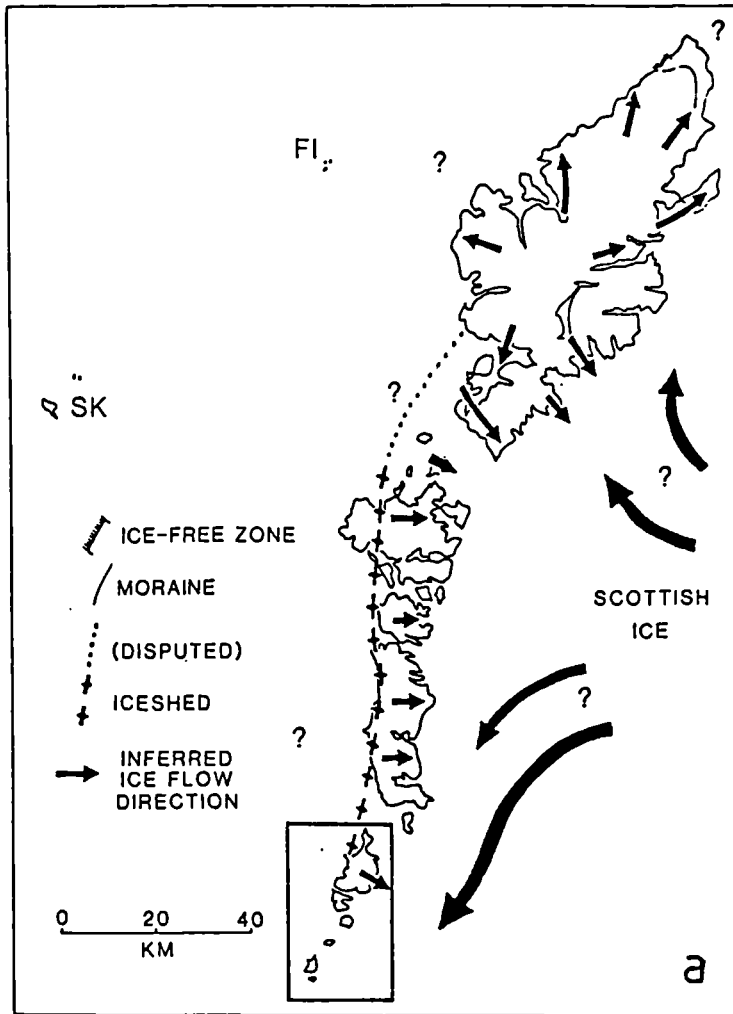 ?
FI
?
?
SK
?
ICE-FREE ZONE
MORAINE
(DISPUTED)
ICESHED
INFERRED
ICE FLOW
DIRECTION
SCOTTISH
ICE
?
?
0 20 40
KM
a